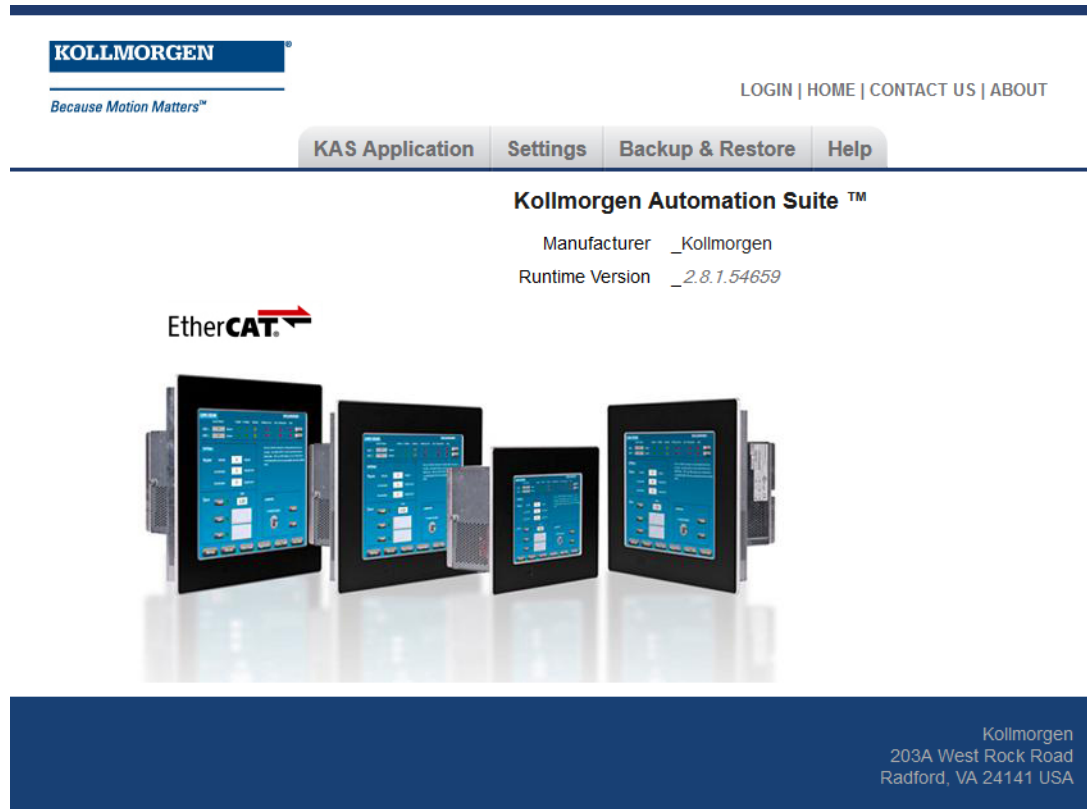 KOLLMORGEN®
Because Motion Matters™
LOGIN | HOME | CONTACT US | ABOUT
KAS Application Settings Backup & Restore Help
Kollmorgen Automation Suite ™
Manufacturer _Kollmorgen
Runtime Version _2.8.1.54659
EtherCAT®
Kollmorgen
203A West Rock Road
Radford, VA 24141 USA